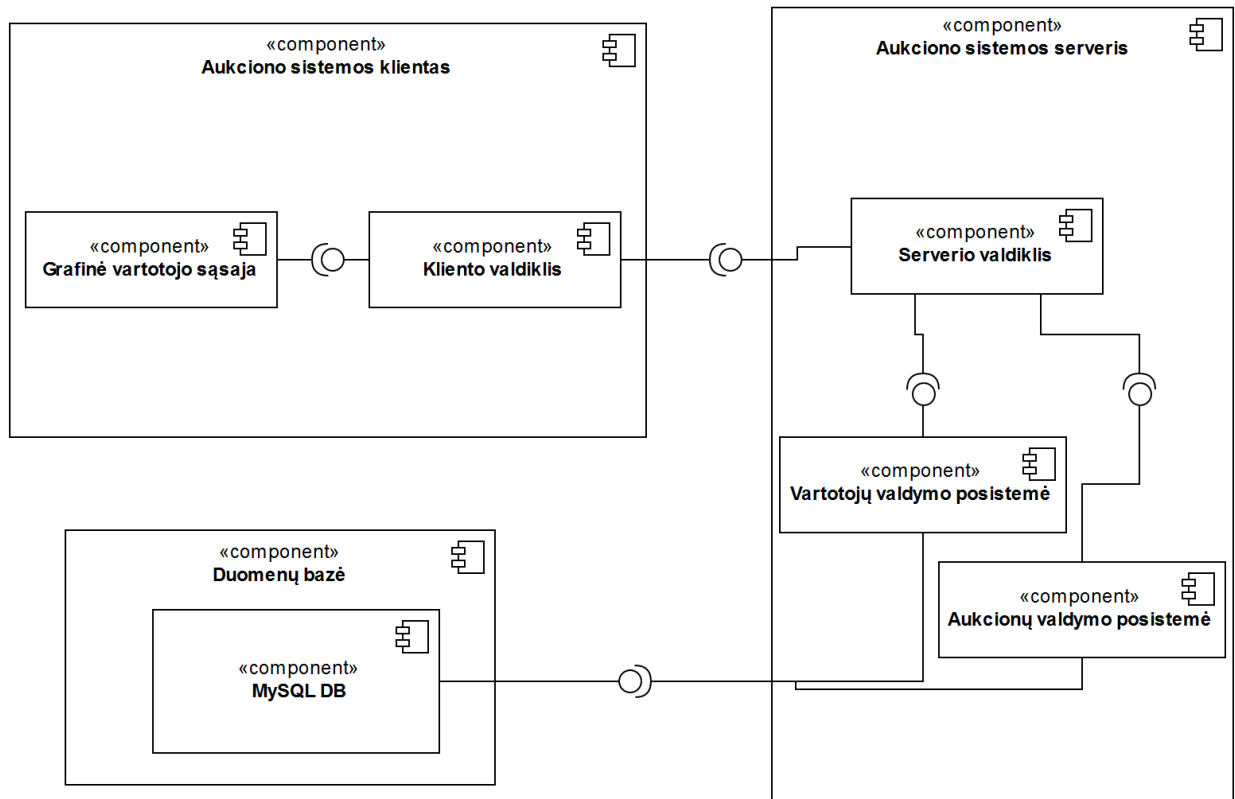 «component»
Aukciono sistemos klientas
«component»
Aukciono sistemos serveris
«component»
Grafinė vartotojo sąsaja
«component»
Kliento valdiklis
«component»
Serverio valdiklis
«component»
Vartotojų valdymo posistemė
«component»
Duomenų bazė
«component»
Aukcionų valdymo posistemė
«component»
MySQL DB